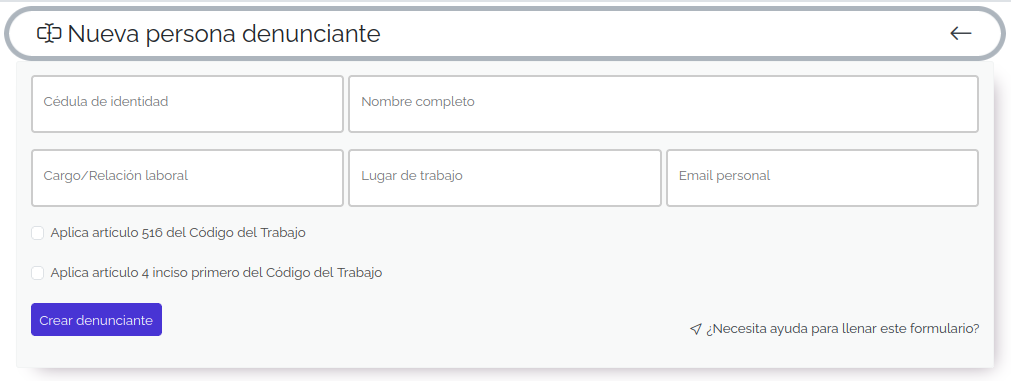 Nueva persona denunciante
Cédula de identidad
Nombre completo
Cargo/Relación laboral
Lugar de trabajo
Email personal
Aplica artículo 516 del Código del Trabajo
Aplica artículo 4 inciso primero del Código del Trabajo
Crear denunciante
¿Necesita ayuda para llenar este formulario?